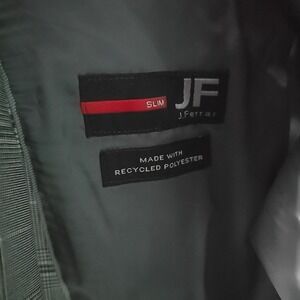 SLIM
JF
J.Ferrar
MADE WITH
RECYCLED POLYESTER